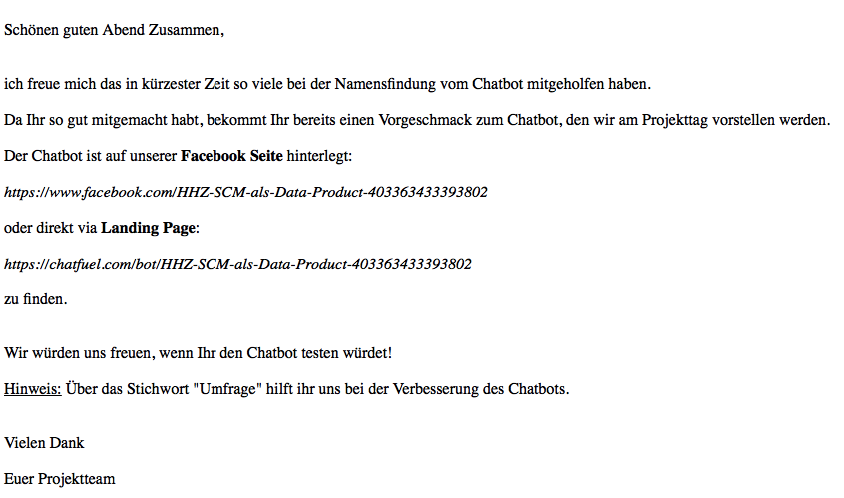 Schönen guten Abend Zusammen,
ich freue mich das in kürzester Zeit so viele bei der Namensfindung vom Chatbot mitgeholfen haben.
Da Ihr so gut mitgemacht habt, bekommt Ihr bereits einen Vorgeschmack zum Chatbot, den wir am Projekttag vorstellen werden.
Der Chatbot ist auf unserer Facebook Seite hinterlegt:
https://www.facebook.com/HHZ-SCM-als-Data-Product-403363433393802
oder direkt via Landing Page:
https://chatfuel.com/bot/HHZ-SCM-als-Data-Product-403363433393802
zu finden.
Wir würden uns freuen, wenn Ihr den Chatbot testen würdet!
Hinweis: Über das Stichwort "Umfrage" hilft ihr uns bei der Verbesserung des Chatbots.
Vielen Dank
Euer Projektteam